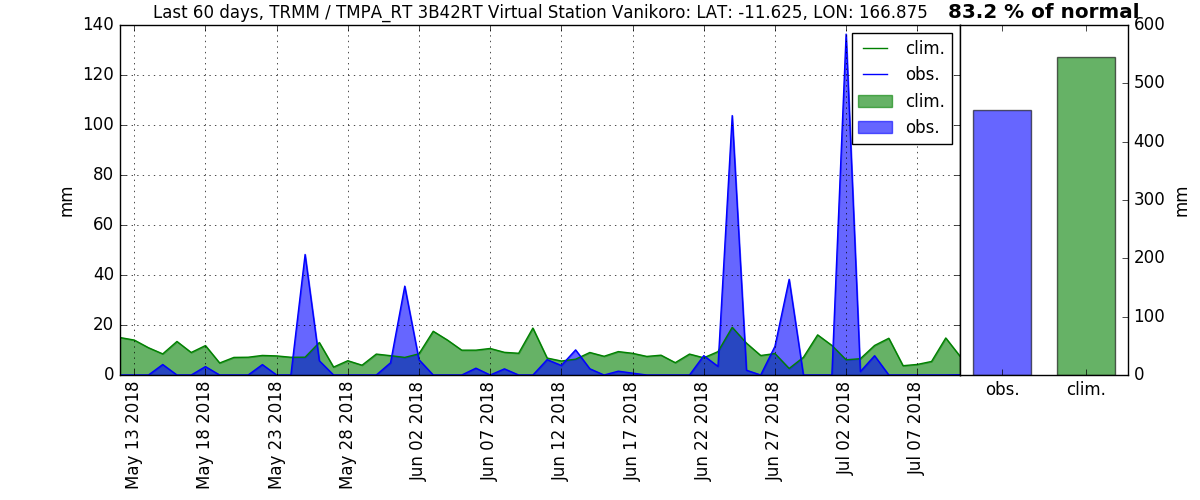 Last 60 days, TRMM / TMPA_RT 3B42RT Virtual Station Vanikoro: LAT: -11.625, LON: 166.875
83.2 % of normal
140
120
100
80
60
40
20
0
mm
clim.
obs.
clim.
obs.
May 13 2018
May 18 2018
May 23 2018
May 28 2018
Jun 02 2018
Jun 07 2018
Jun 12 2018
Jun 17 2018
Jun 22 2018
Jun 27 2018
Jul 02 2018
Jul 07 2018
obs.
clim.
600
500
400
300
200
100
0
mm